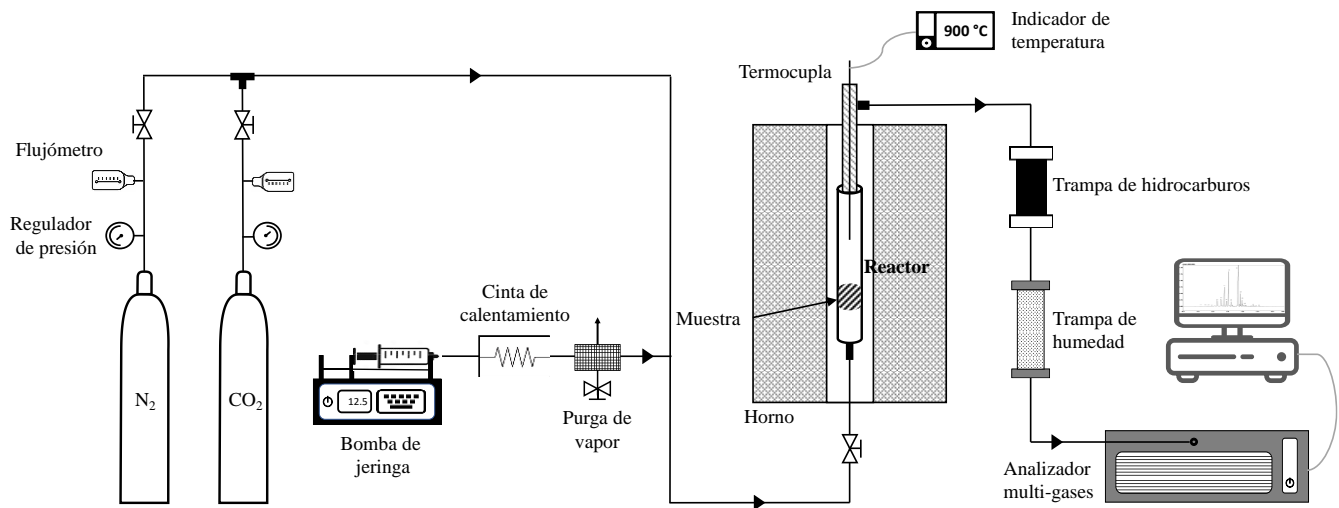 900 °C
Indicador de
temperatura
Termocupla
Flujómetro
Regulador
de presión
N2
CO2
Cinta de
calentamiento
12.5
Bomba de
jeringa
Purga de
vapor
Muestra
Reactor
Horno
Trampa de hidrocarburos
Trampa de
humedad
Analizador
multi-gases